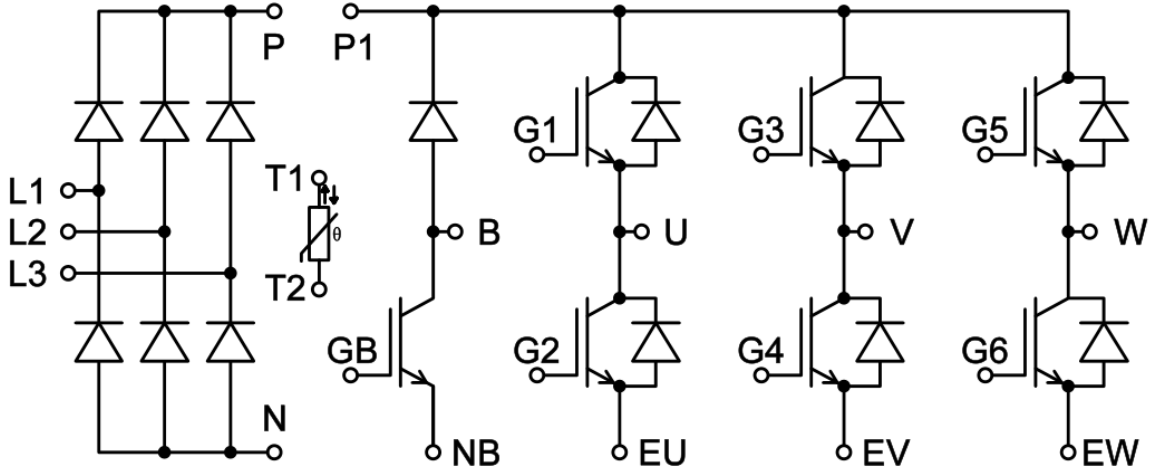 P P1
G1 G3 G5
L1 T1
L2 B U V W
L3 θ
T2
GB G2 G4 G6
N NB EU EV EW